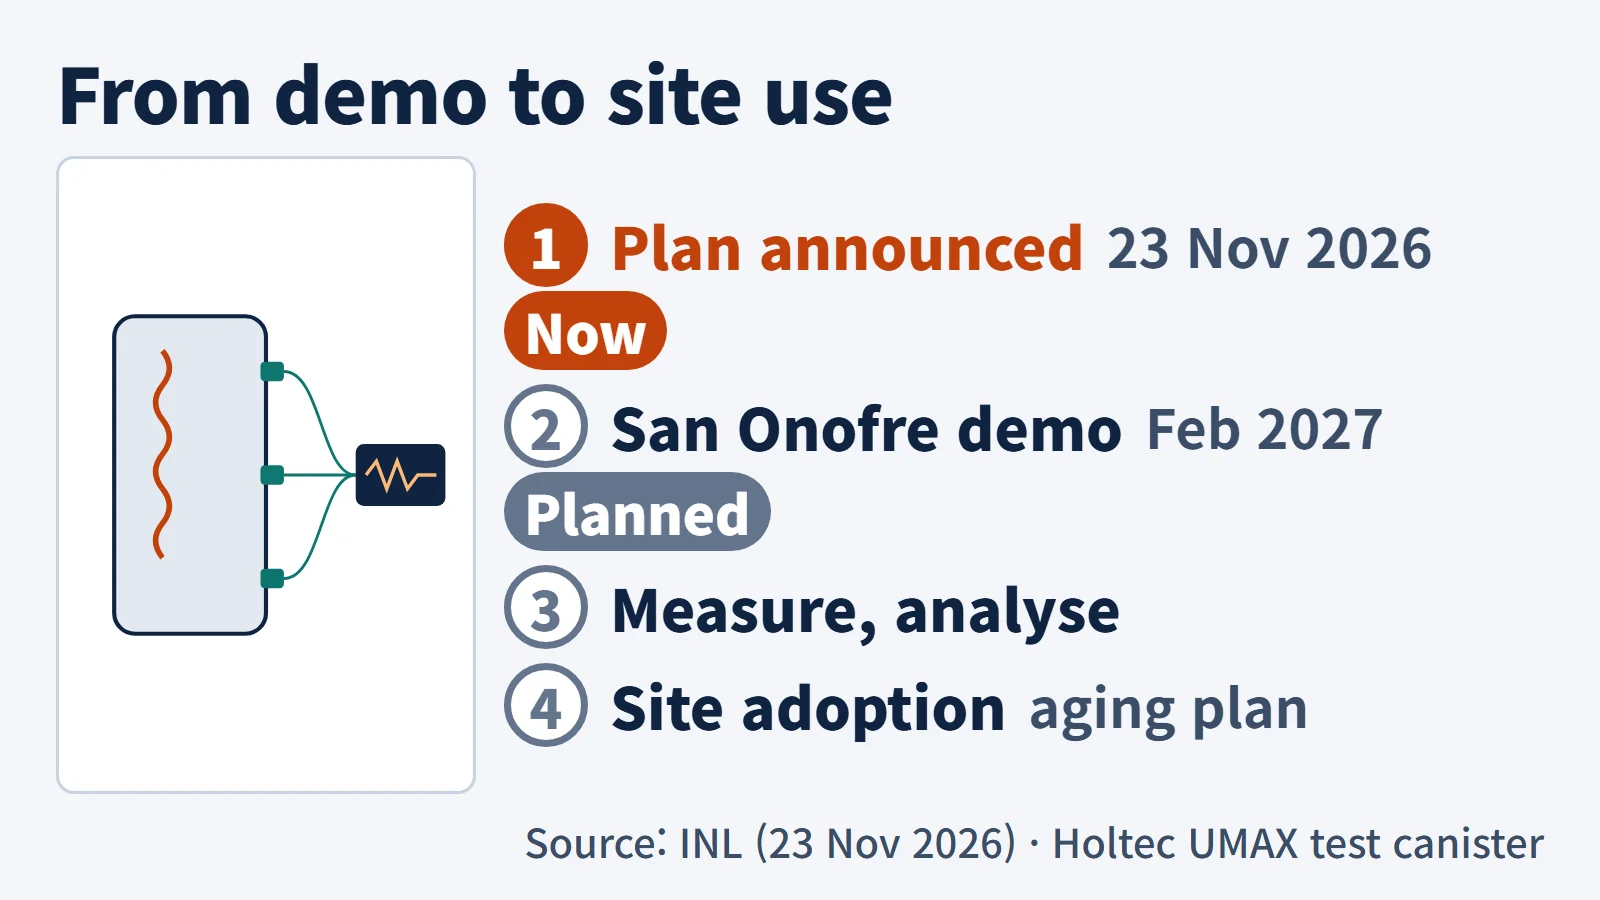 From demo to site use
1 Plan announced 23 Nov 2026
Now
2 San Onofre demo Feb 2027
Planned
3 Measure, analyse
4 Site adoption aging plan
Source: INL (23 Nov 2026) · Holtec UMAX test canister